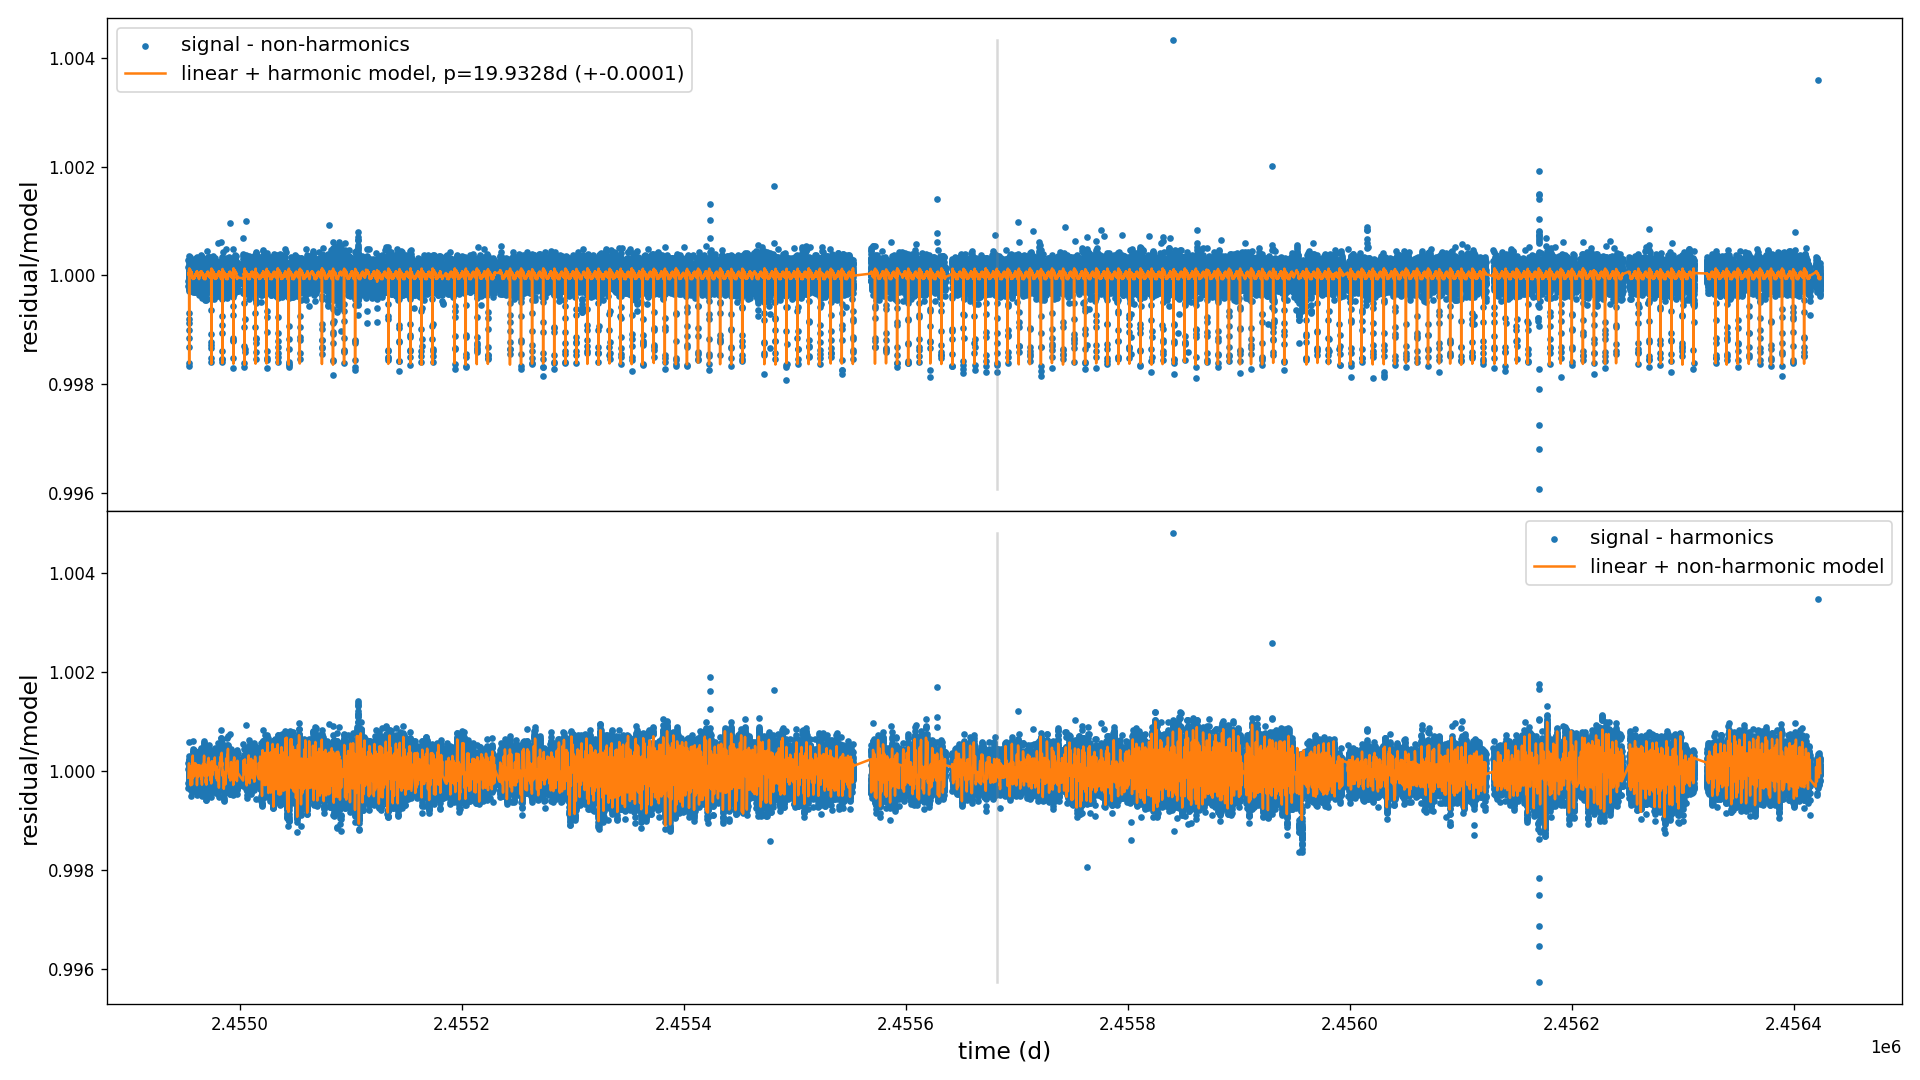 signal - non-harmonics
linear + harmonic model, p=19.9328d (+-0.0001)
1.004
1.002
1.000
0.998
0.996
residual/model
signal - harmonics
linear + non-harmonic model
1.004
1.002
1.000
0.998
0.996
residual/model
2.4550 2.4552 2.4554 2.4556 2.4558 2.4560 2.4562 2.4564
1e6
time (d)